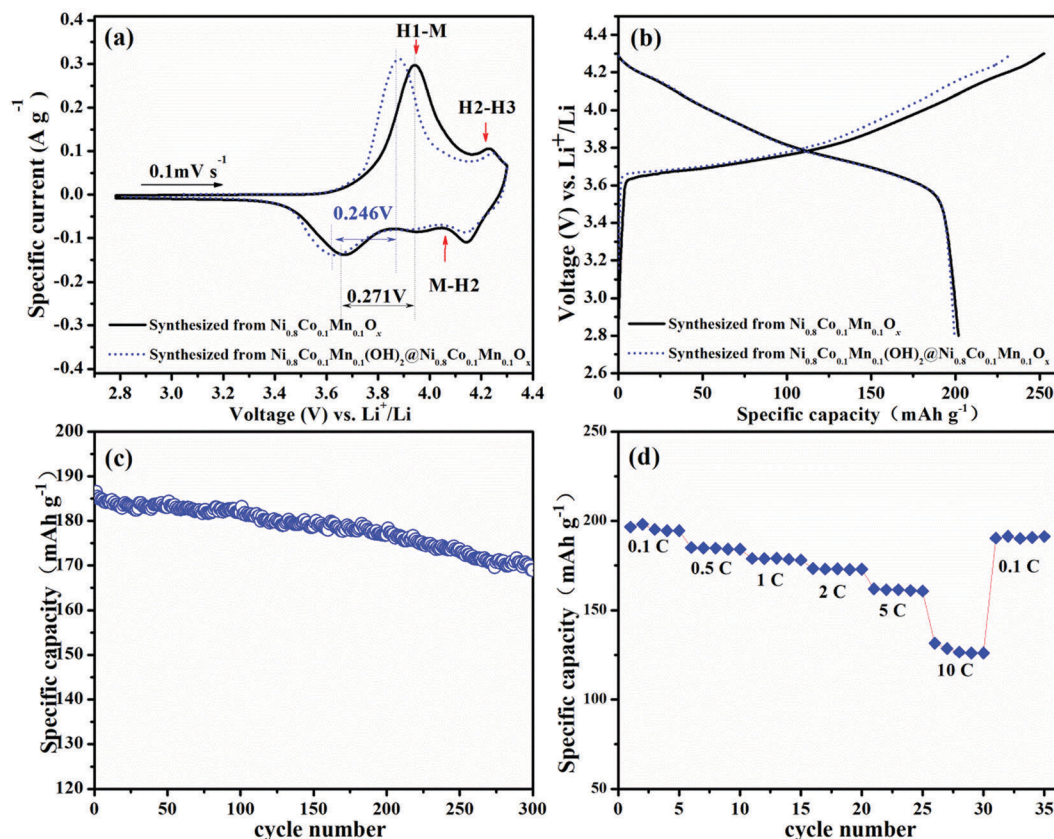 (a)
H1-M
H2-H3
0.1mV s⁻¹
0.246V
M-H2
0.271V
Synthesized from Ni₀.₈Co₀.₁Mn₀.₁Oₓ
Synthesized from Ni₀.₈Co₀.₁Mn₀.₁(OH)₂@Ni₀.₈Co₀.₁Mn₀.₁Oₓ
0.4
0.3
0.2
0.1
0.0
-0.1
-0.2
-0.3
-0.4
Specific current (A g⁻¹)
2.8 3.0 3.2 3.4 3.6 3.8 4.0 4.2 4.4
Voltage (V) vs. Li⁺/Li
(b)
Synthesized from Ni₀.₈Co₀.₁Mn₀.₁Oₓ
Synthesized from Ni₀.₈Co₀.₁Mn₀.₁(OH)₂@Ni₀.₈Co₀.₁Mn₀.₁Oₓ
4.2
3.9
3.6
3.3
3.0
2.8
2.6
Voltage (V) vs. Li⁺/Li
0 50 100 150 200 250
Specific capacity（mAh g⁻¹）
(c)
200
190
180
170
160
150
140
130
120
Specific capacity（mAh g⁻¹）
0 50 100 150 200 250 300
cycle number
(d)
0.1 C
0.5 C
1 C
2 C
5 C
10 C
0.1 C
250
200
150
100
50
Specific capacity（mAh g⁻¹）
0 5 10 15 20 25 30 35
cycle number